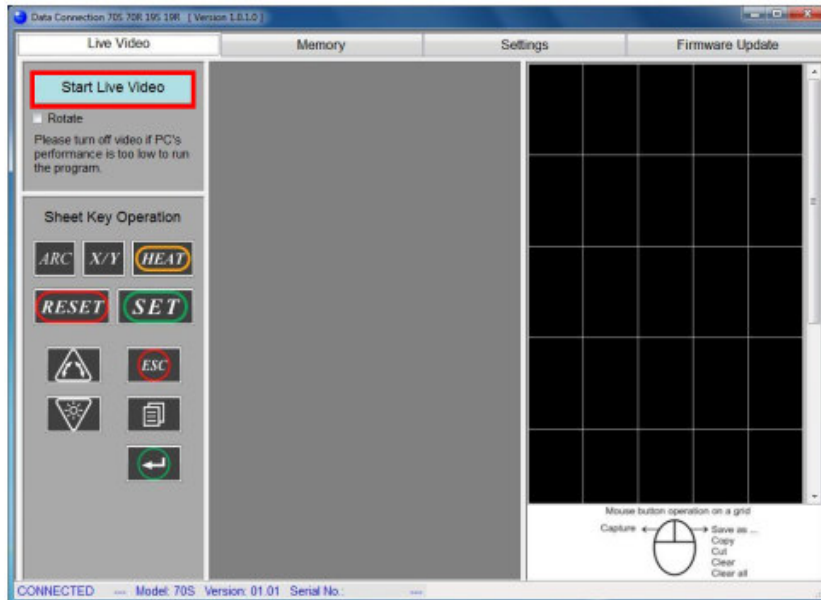 Data Connection 70S 70R 19S 19R [ Version 1.0.1.0 ]
Live Video Memory Settings Firmware Update
Start Live Video
Rotate
Please turn off video if PC's
performance is too low to run
the program.
Sheet Key Operation
ARC X/Y HEAT
RESET SET
ESC
Mouse button operation on a grid
Capture Save as ...
Copy
Cut
Clear
Clear all
CONNECTED --- Model: 70S Version: 01.01 Serial No.: ---